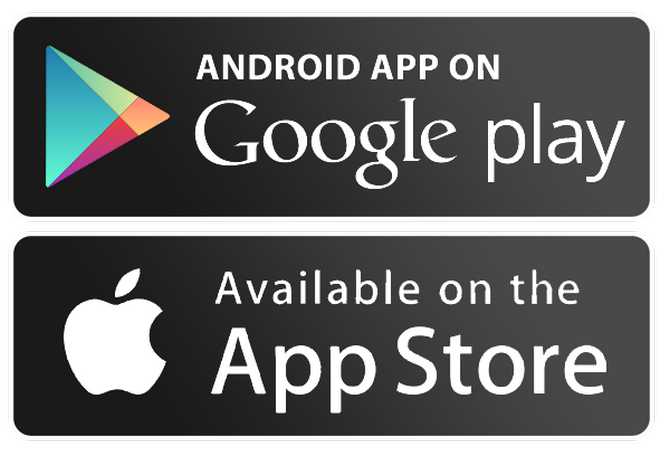 ANDROID APP ON
Google play
Available on the
App Store